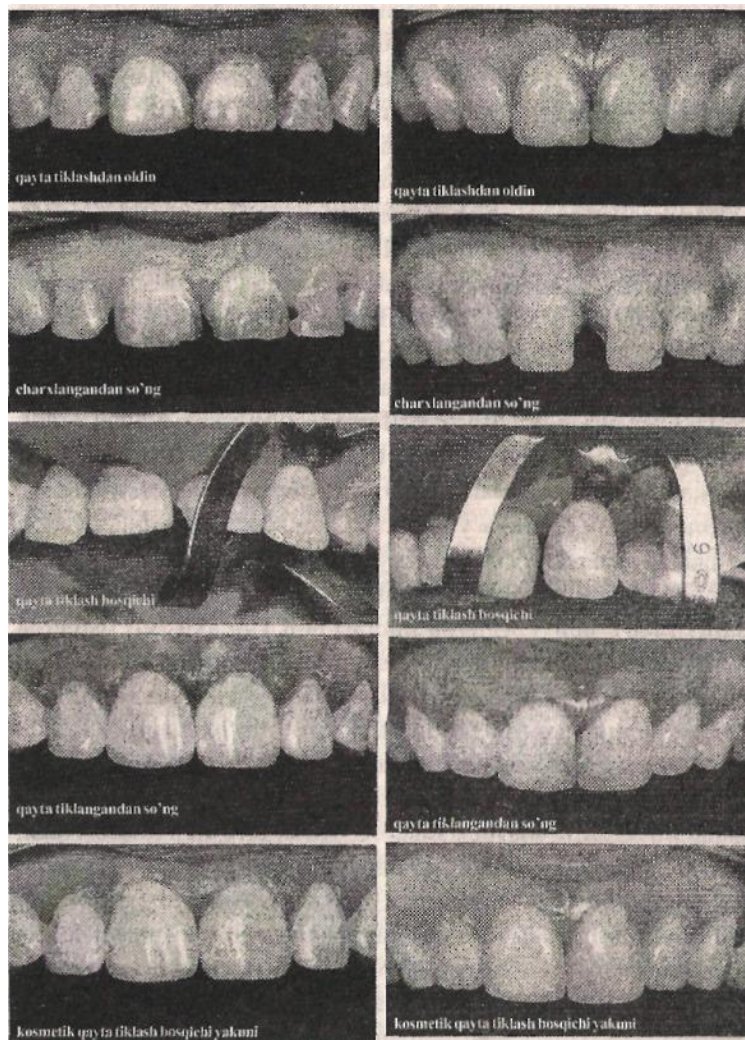 qayta tiklashdan oldin
qayta tiklashdan oldin
charxlangandan so'ng
charxlangandan so'ng
qayta tiklash bosqichi
qayta tiklash bosqichi
6
qayta tiklangandan so'ng
qayta tiklangandan so'ng
kosmetik qayta tiklash bosqichi yakuni
kosmetik qayta tiklash bosqichi yakuni